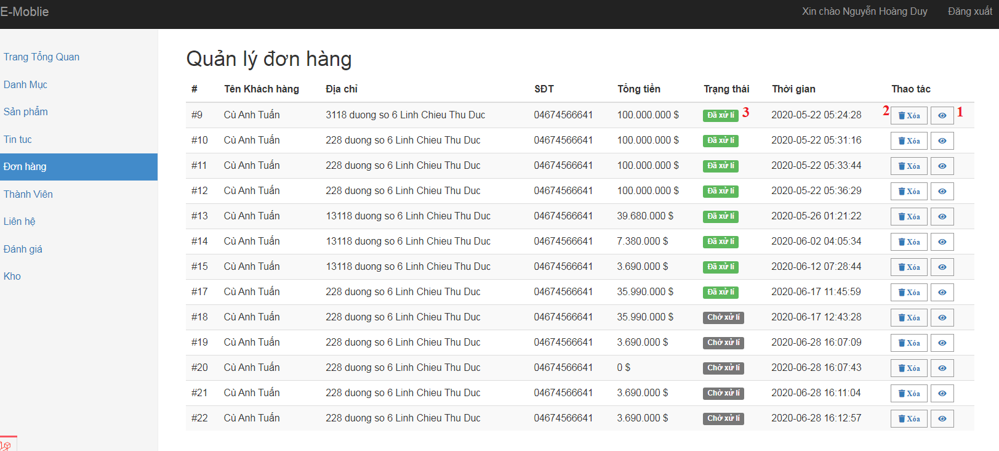 E-Moblie Xin chào Nguyễn Hoàng Duy Đăng xuất
Trang Tổng Quan
Danh Mục
Sản phẩm
Tin tuc
Đơn hàng
Thành Viên
Liên hệ
Đánh giá
Kho
Quản lý đơn hàng
# Tên Khách hàng Địa chỉ SĐT Tổng tiền Trạng thái Thời gian Thao tác
#9 Cù Anh Tuấn 3118 duong so 6 Linh Chieu Thu Duc 04674566641 100.000.000 $ Đã xử lí 3 2020-05-22 05:24:28 2 Xóa 1
#10 Cù Anh Tuấn 228 duong so 6 Linh Chieu Thu Duc 04674566641 100.000.000 $ Đã xử lí 2020-05-22 05:31:16 Xóa
#11 Cù Anh Tuấn 228 duong so 6 Linh Chieu Thu Duc 04674566641 100.000.000 $ Đã xử lí 2020-05-22 05:33:44 Xóa
#12 Cù Anh Tuấn 228 duong so 6 Linh Chieu Thu Duc 04674566641 100.000.000 $ Đã xử lí 2020-05-22 05:36:29 Xóa
#13 Cù Anh Tuấn 13118 duong so 6 Linh Chieu Thu Duc 04674566641 39.680.000 $ Đã xử lí 2020-05-26 01:21:22 Xóa
#14 Cù Anh Tuấn 13118 duong so 6 Linh Chieu Thu Duc 04674566641 7.380.000 $ Đã xử lí 2020-06-02 04:05:34 Xóa
#15 Cù Anh Tuấn 13118 duong so 6 Linh Chieu Thu Duc 04674566641 3.690.000 $ Đã xử lí 2020-06-12 07:28:44 Xóa
#17 Cù Anh Tuấn 228 duong so 6 Linh Chieu Thu Duc 04674566641 35.990.000 $ Đã xử lí 2020-06-17 11:45:59 Xóa
#18 Cù Anh Tuấn 228 duong so 6 Linh Chieu Thu Duc 04674566641 35.990.000 $ Chờ xử lí 2020-06-17 12:43:28 Xóa
#19 Cù Anh Tuấn 228 duong so 6 Linh Chieu Thu Duc 04674566641 3.690.000 $ Chờ xử lí 2020-06-28 16:07:09 Xóa
#20 Cù Anh Tuấn 228 duong so 6 Linh Chieu Thu Duc 04674566641 0 $ Chờ xử lí 2020-06-28 16:07:43 Xóa
#21 Cù Anh Tuấn 228 duong so 6 Linh Chieu Thu Duc 04674566641 3.690.000 $ Chờ xử lí 2020-06-28 16:11:04 Xóa
#22 Cù Anh Tuấn 228 duong so 6 Linh Chieu Thu Duc 04674566641 3.690.000 $ Chờ xử lí 2020-06-28 16:12:57 Xóa